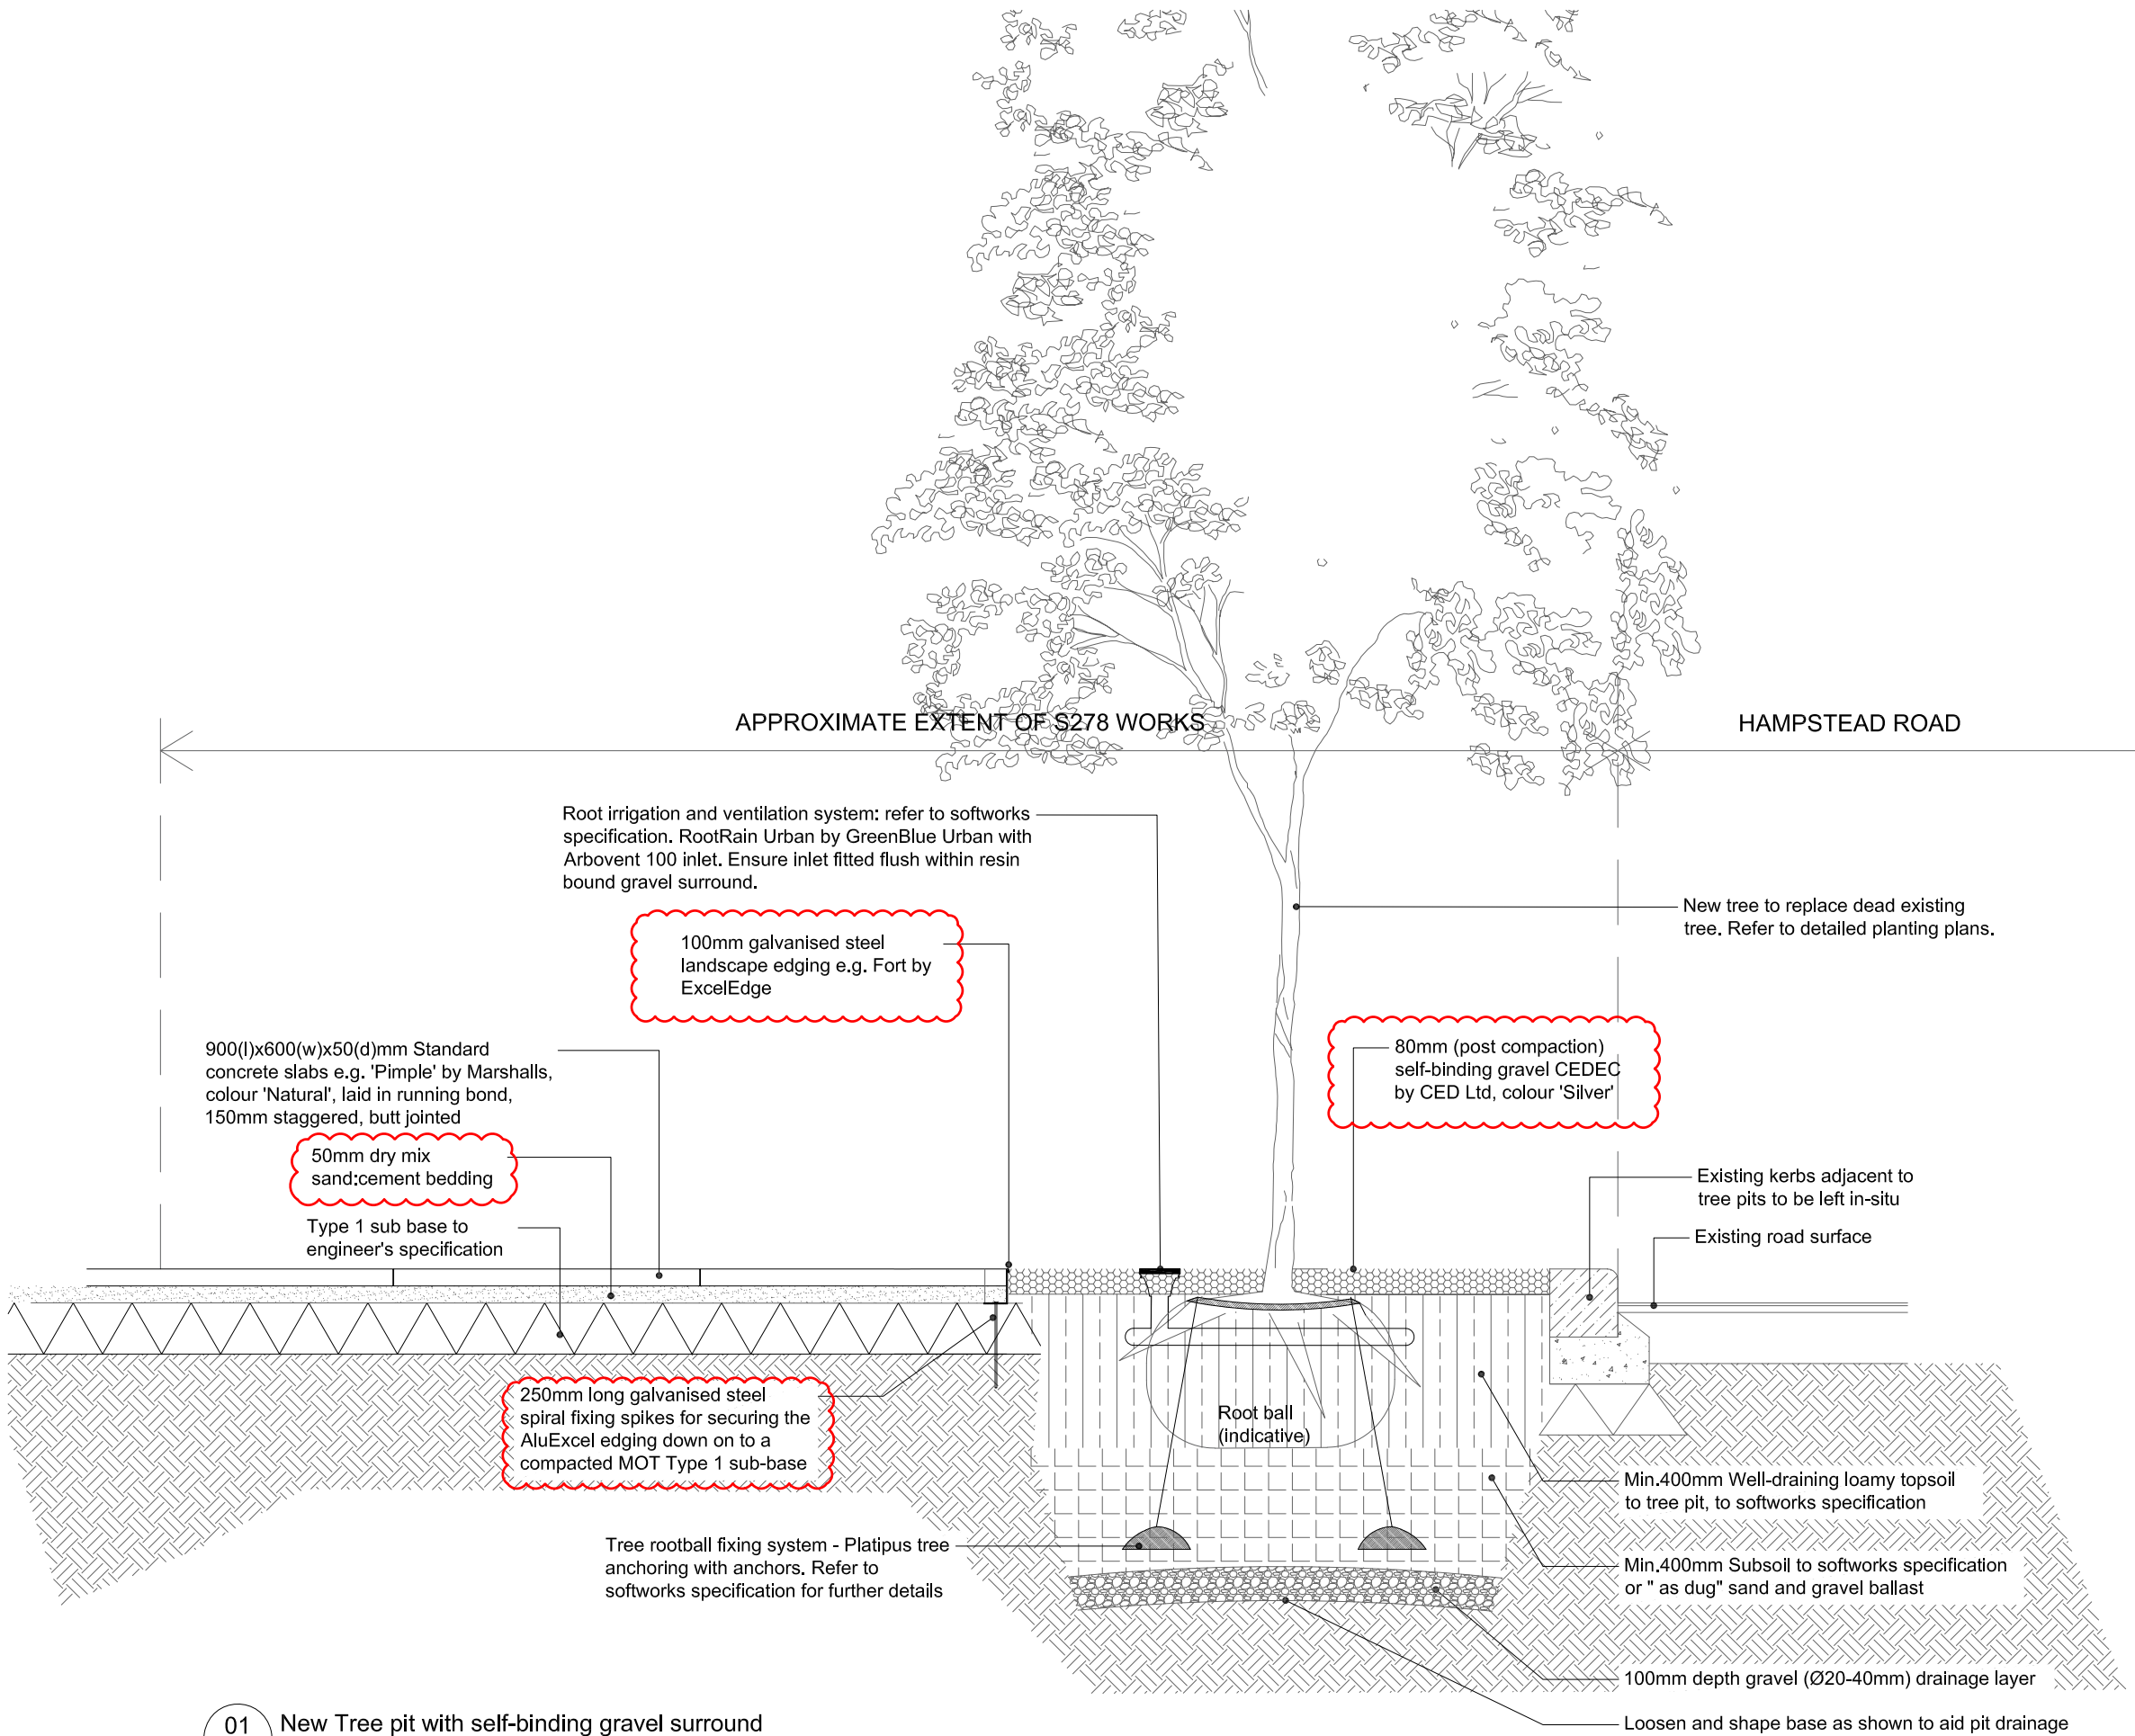 APPROXIMATE EXTENT OF S278 WORKS
HAMPSTEAD ROAD
Root irrigation and ventilation system: refer to softworks
specification. RootRain Urban by GreenBlue Urban with
Arbovent 100 inlet. Ensure inlet fitted flush within resin
bound gravel surround.
New tree to replace dead existing
tree. Refer to detailed planting plans.
100mm galvanised steel
landscape edging e.g. Fort by
ExcelEdge
900(l)x600(w)x50(d)mm Standard
concrete slabs e.g. 'Pimple' by Marshalls,
colour 'Natural', laid in running bond,
150mm staggered, butt jointed
80mm (post compaction)
self-binding gravel CEDEC
by CED Ltd, colour 'Silver'
50mm dry mix
sand:cement bedding
Existing kerbs adjacent to
tree pits to be left in-situ
Type 1 sub base to
engineer's specification
Existing road surface
250mm long galvanised steel
spiral fixing spikes for securing the
AluExcel edging down on to a
compacted MOT Type 1 sub-base
Root ball
(indicative)
Min.400mm Well-draining loamy topsoil
to tree pit, to softworks specification
Tree rootball fixing system - Platipus tree
anchoring with anchors. Refer to
softworks specification for further details
Min.400mm Subsoil to softworks specification
or " as dug" sand and gravel ballast
100mm depth gravel (Ø20-40mm) drainage layer
Loosen and shape base as shown to aid pit drainage
01
New Tree pit with self-binding gravel surround